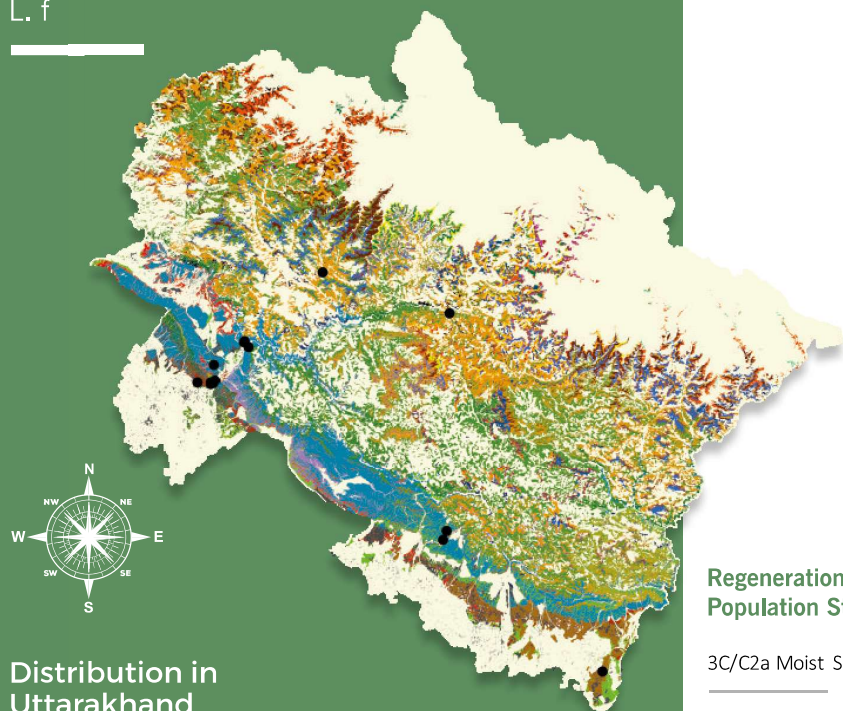 L. f
N
NW
NE
W
E
SW
SE
S
Regeneration
Population St
3C/C2a Moist S
Distribution in
Uttarakhand